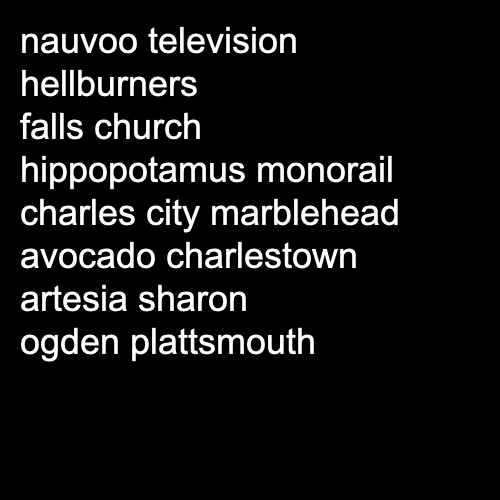 nauvoo television
hellburners
falls church
hippopotamus monorail
charles city marblehead
avocado charlestown
artesia sharon
ogden plattsmouth